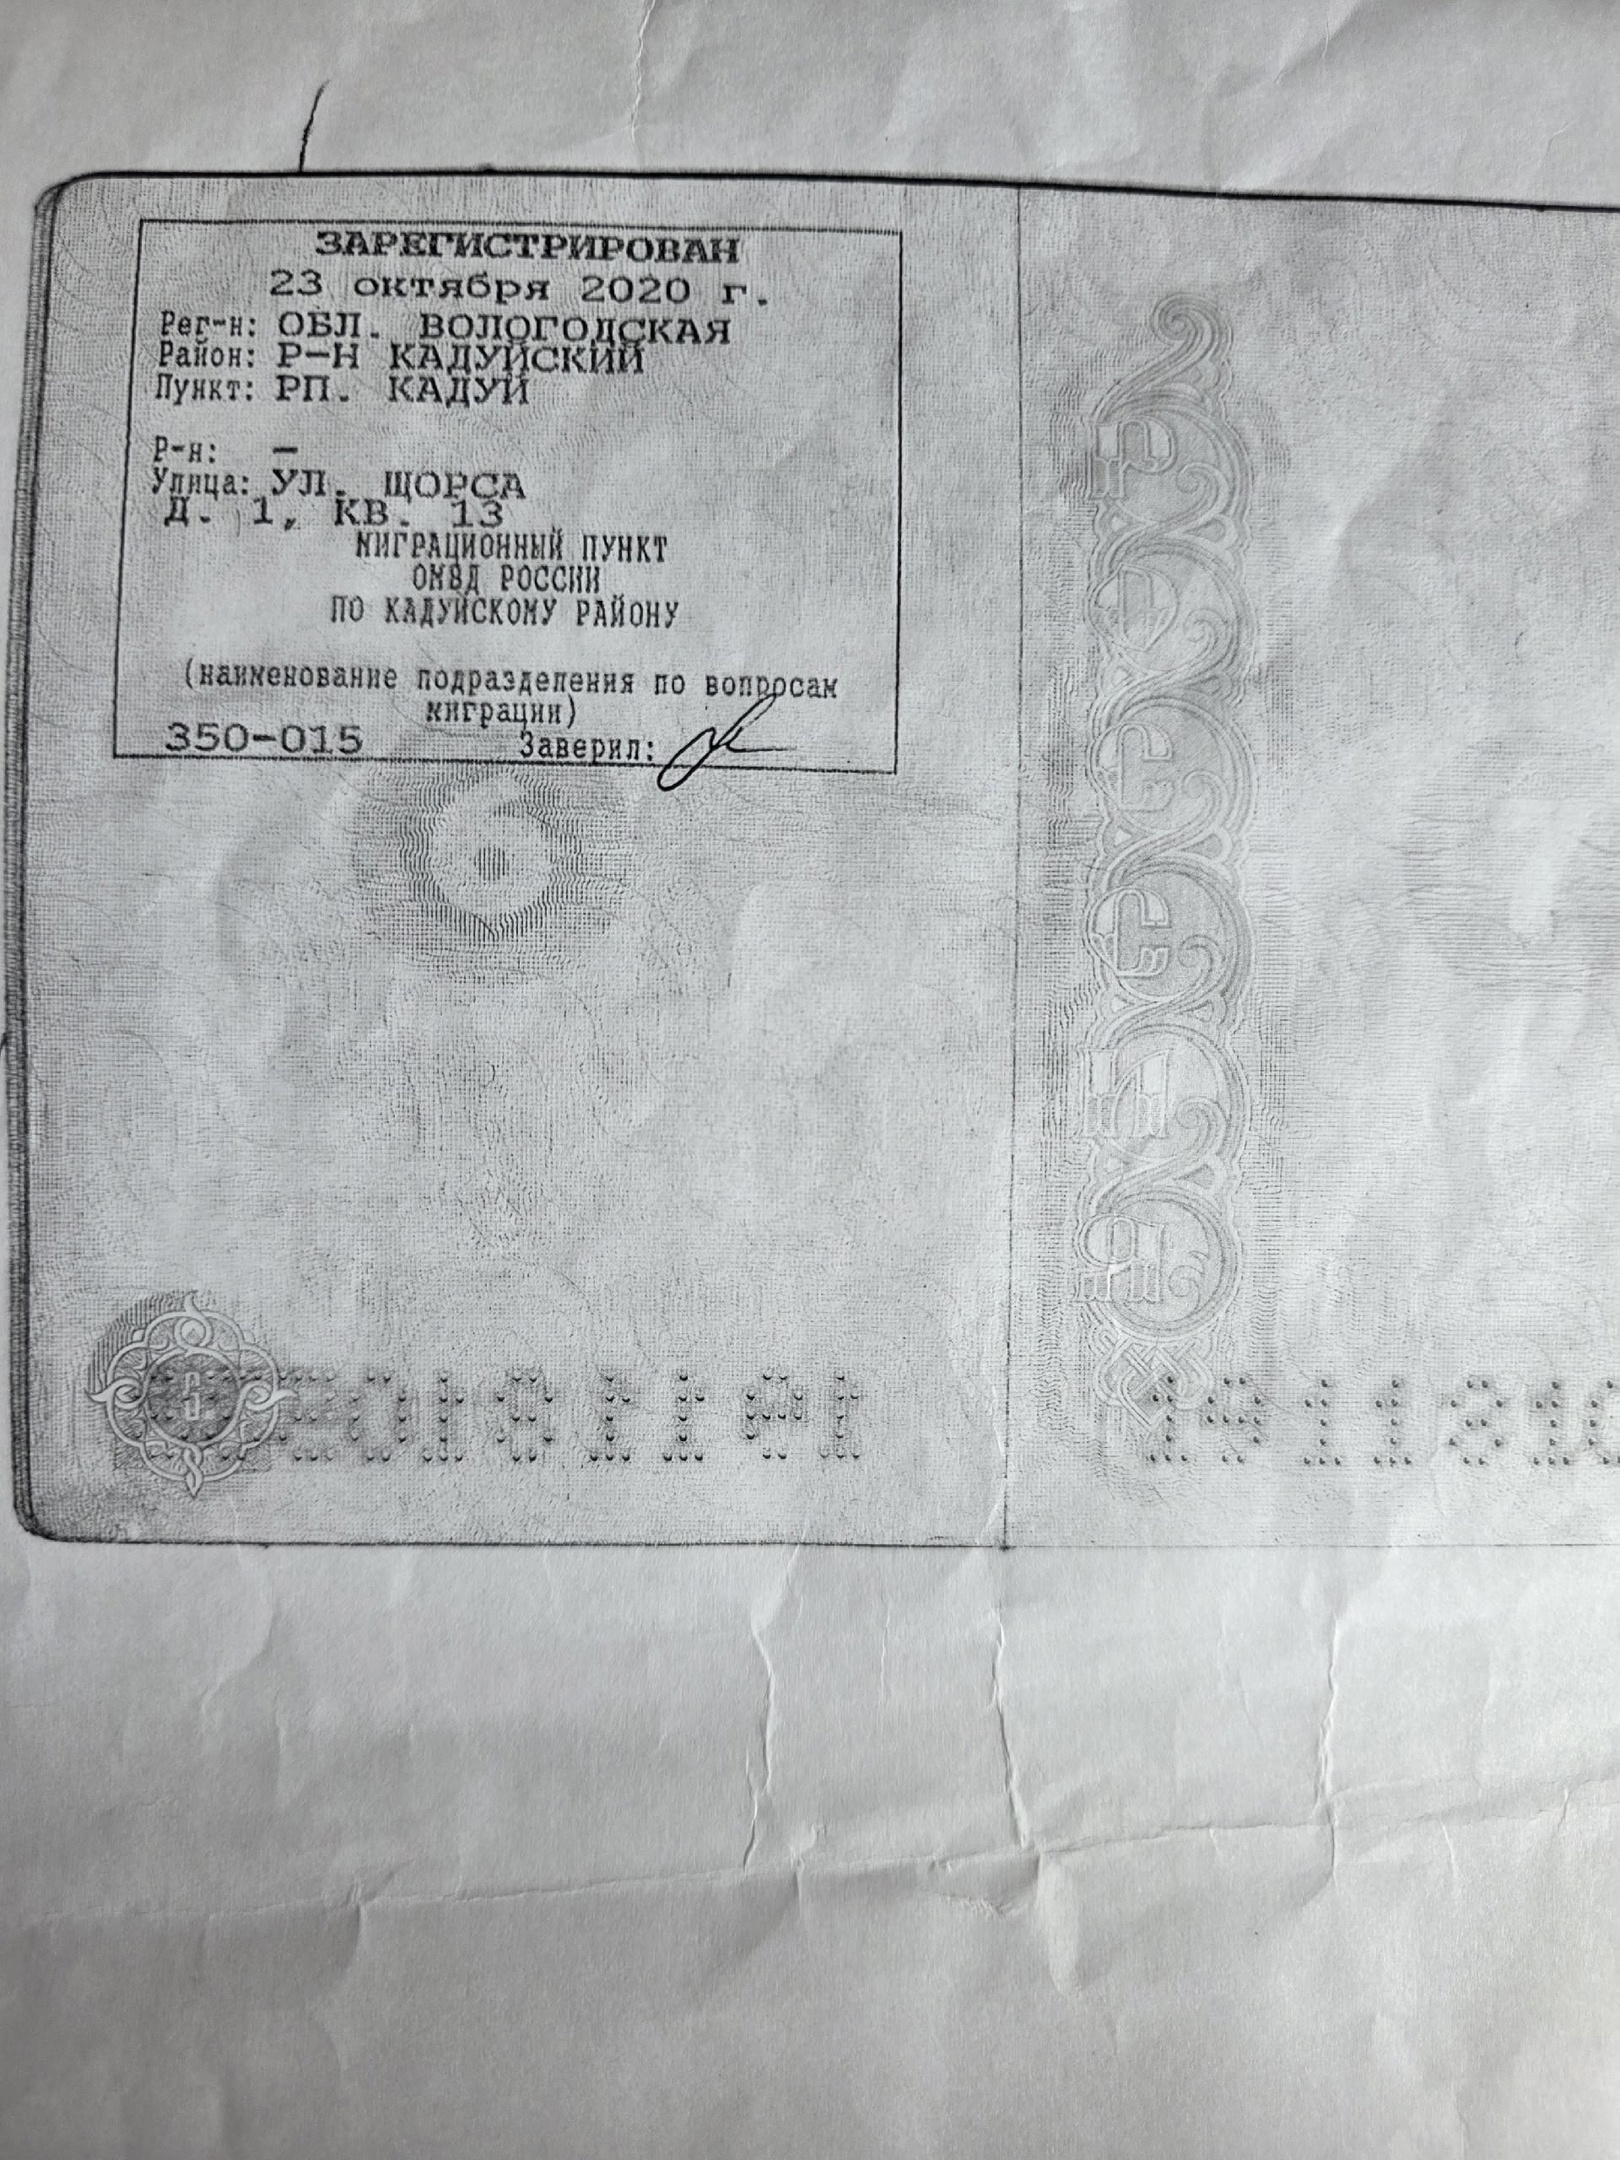 ЗАРЕГИСТРИРОВАН
23 октября 2020 г.
Рег-н: ОБЛ. ВОЛОГОДСКАЯ
Район: Р-Н КАДУЙСКИЙ
Пункт: РП. КАДУЙ
Р-н: –
Улица: УЛ. ЩОРСА
Д. 1, КВ. 13
МИГРАЦИОННЫЙ ПУНКТ
ОМВД РОССИИ
ПО КАДУЙСКОМУ РАЙОНУ
(наименование подразделения по вопросам
миграции)
350-015 Заверил:
РОССИЯ